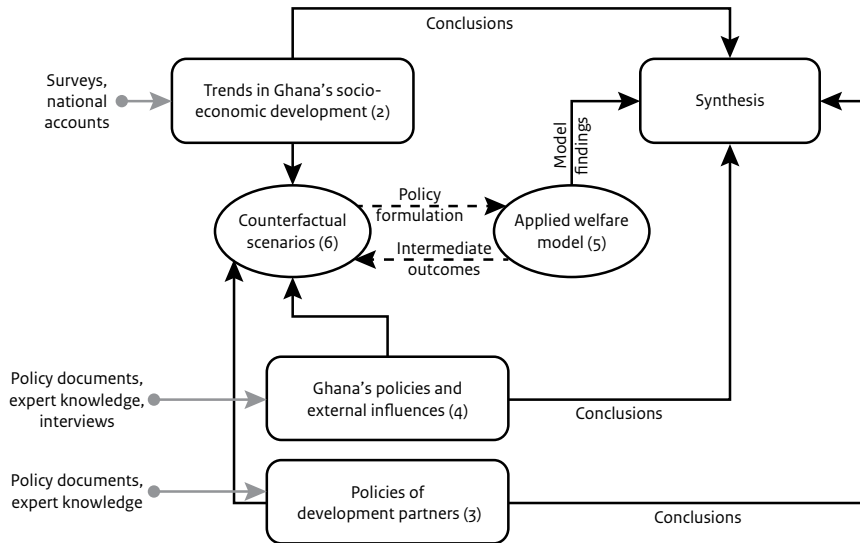 Conclusions
Surveys,
national
accounts
Trends in Ghana's socio-
economic development (2)
Synthesis
Model
findings
Counterfactual
scenarios (6)
Policy
formulation
Intermediate
outcomes
Applied welfare
model (5)
Policy documents,
expert knowledge,
interviews
Ghana's policies and
external influences (4)
Conclusions
Policy documents,
expert knowledge
Policies of
development partners (3)
Conclusions